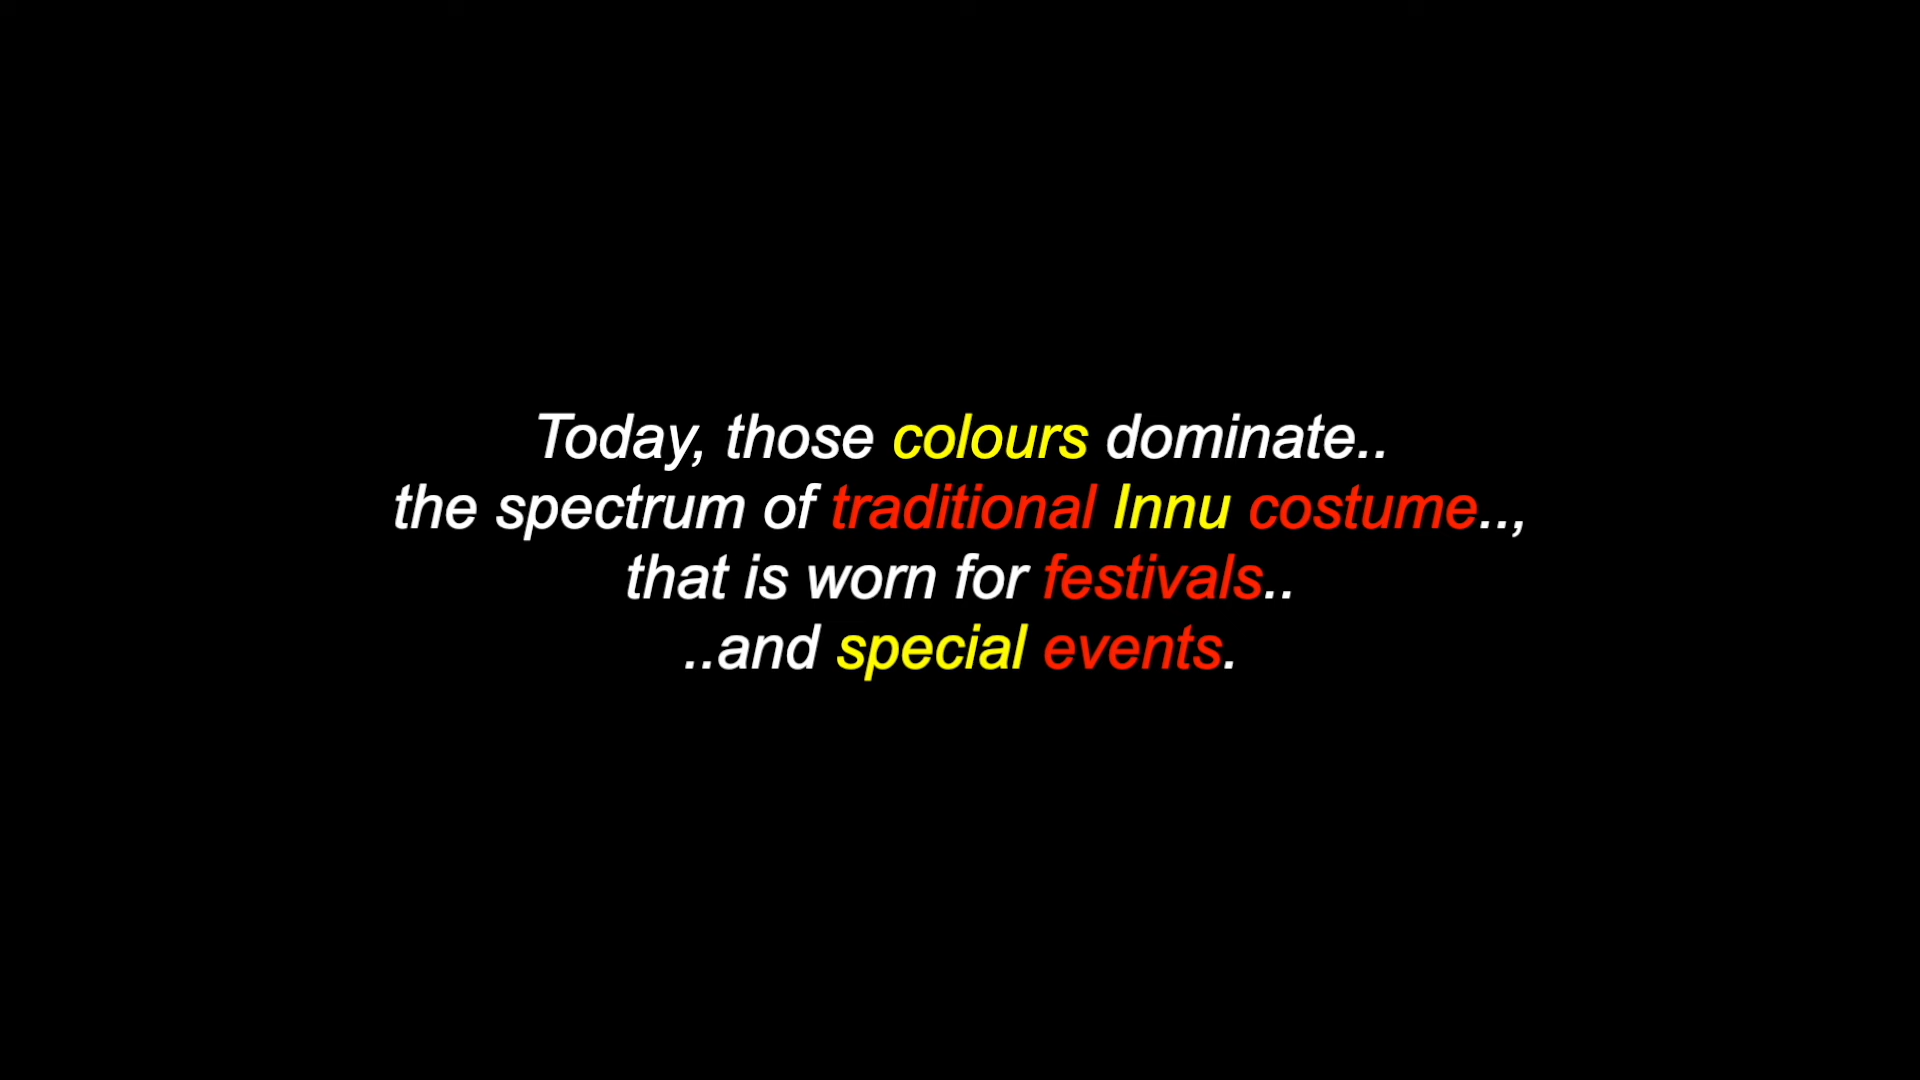 Today, those colours dominate..
the spectrum of traditional Innu costume..,
that is worn for festivals..
..and special events.